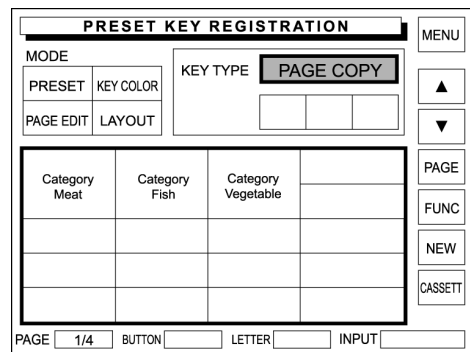 PRESET KEY REGISTRATION
MENU
MODE
KEY TYPE PAGE COPY
PRESET KEY COLOR
▲
PAGE EDIT LAYOUT
▼
PAGE
Category Meat
Category Fish
Category Vegetable
FUNC
NEW
CASSETT
PAGE 1/4 BUTTON LETTER INPUT